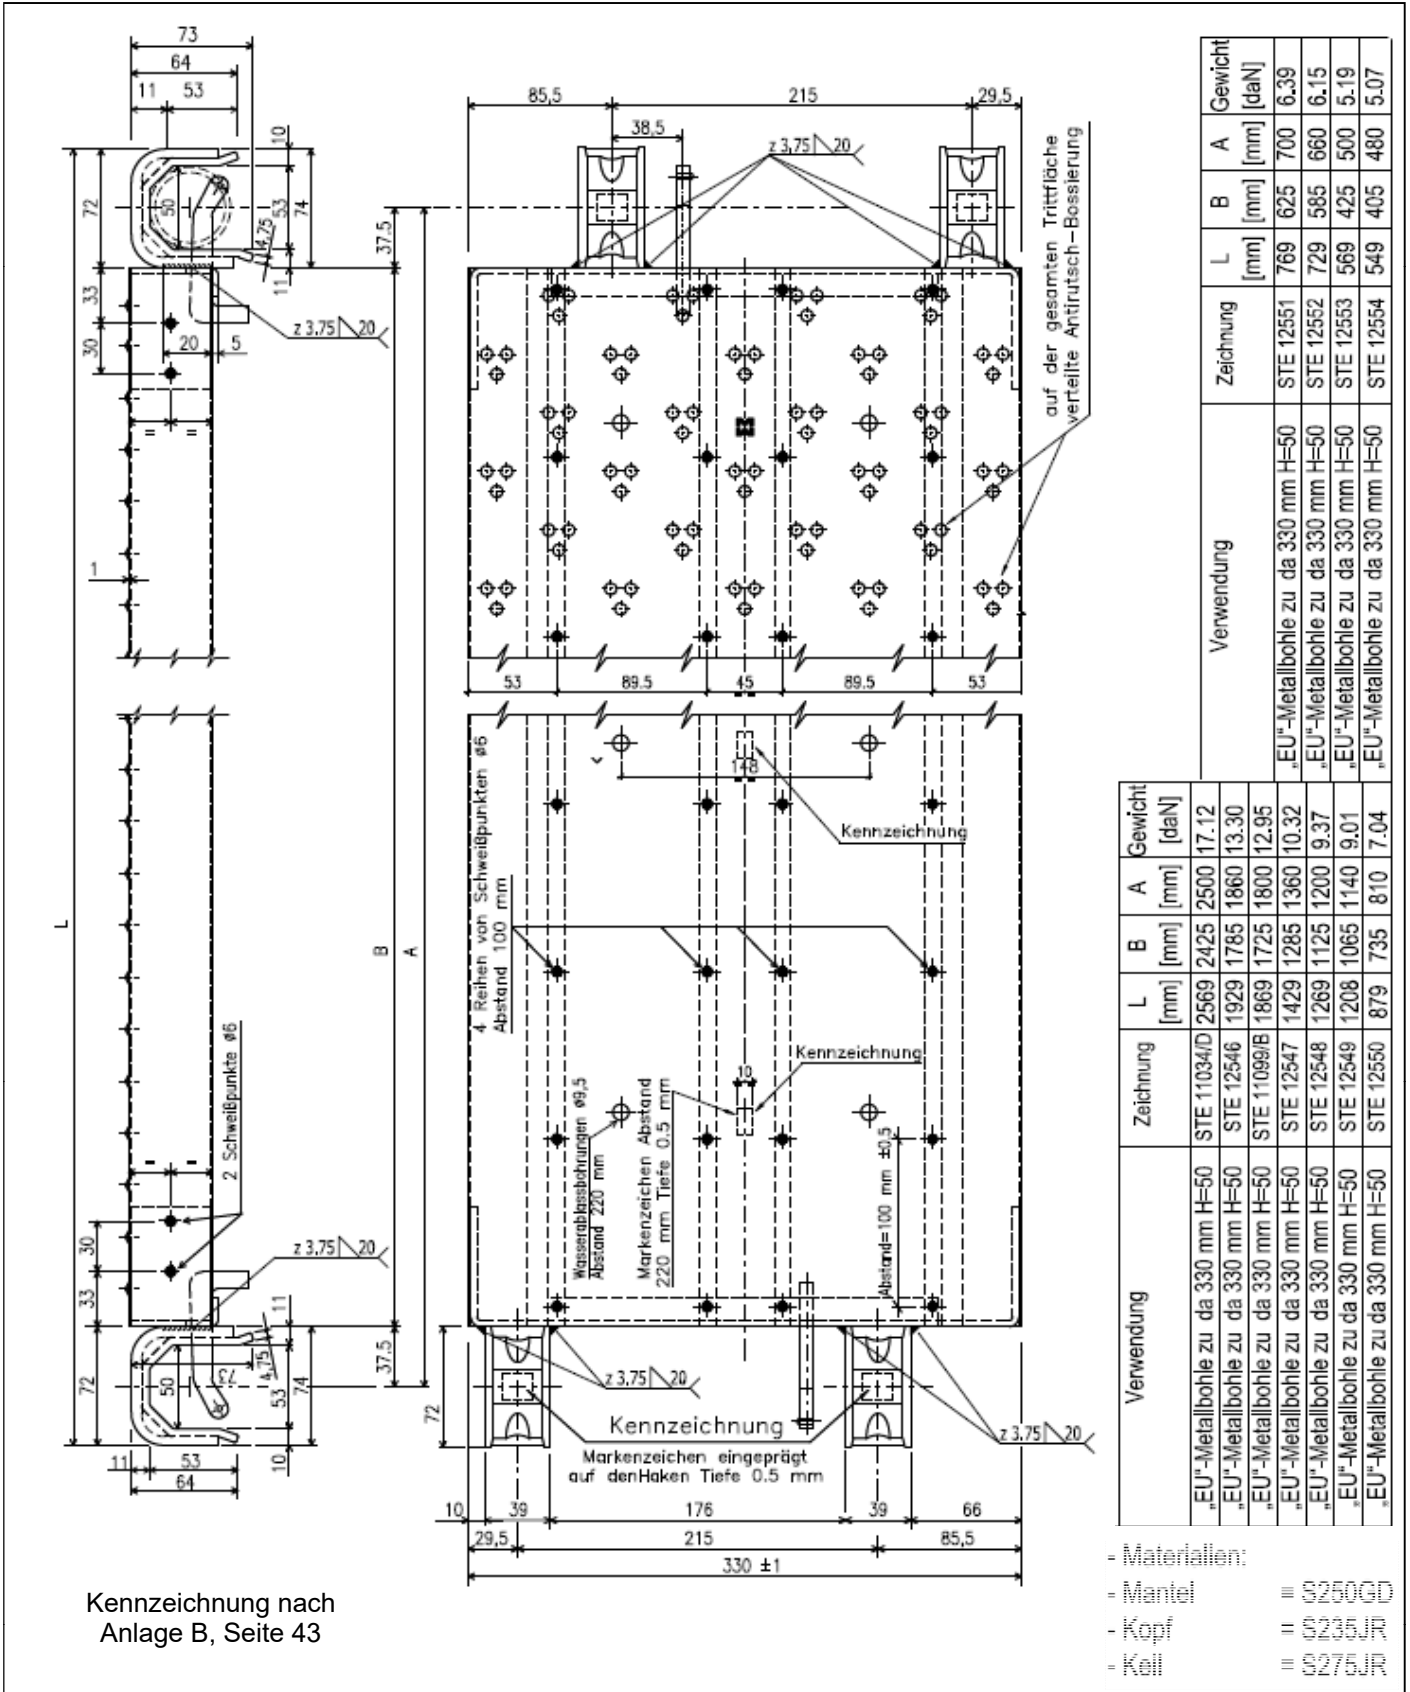 73
64
11 53
10
72
50
53
74
4,75
11
33
30
20 5
z 3,75 20
= =
1
L
B
A
37.5
85,5 215 29,5
38,5
z 3,75 20
auf der gesamten Trittfläche
verteilte Antirutsch-Bossierung
53 89.5 45 89.5 53
148
Kennzeichnung
4 Reihen von Schweißpunkten ø6
Abstand 100 mm
Kennzeichnung
10
Wasserablassbohrungen ø9,5
Abstand 220 mm
Markenzeichen Abstand
220 mm Tiefe 0.5 mm
Abstand=100 mm ±0.5
2 Schweißpunkte ø6
30
33
z 3,75 20
11
72
50
73
4,75
53
74
37.5
10
11 53
64
72
z 3,75 20
z 3,75 20
Kennzeichnung
Markenzeichen eingeprägt
auf denHaken Tiefe 0.5 mm
10 39 176 39 66
29,5 215 85,5
330 ±1
Verwendung Zeichnung L [mm] B [mm] A [mm] Gewicht [daN]
„EU“-Metallbohle zu da 330 mm H=50 STE 12551 769 625 700 6.39
„EU“-Metallbohle zu da 330 mm H=50 STE 12552 729 585 660 6.15
„EU“-Metallbohle zu da 330 mm H=50 STE 12553 569 425 500 5.19
„EU“-Metallbohle zu da 330 mm H=50 STE 12554 549 405 480 5.07
Verwendung Zeichnung L [mm] B [mm] A [mm] Gewicht [daN]
„EU“-Metallbohle zu da 330 mm H=50 STE 11034/D 2569 2425 2500 17.12
„EU“-Metallbohle zu da 330 mm H=50 STE 12546 1929 1785 1860 13.30
„EU“-Metallbohle zu da 330 mm H=50 STE 11099/B 1869 1725 1800 12.95
„EU“-Metallbohle zu da 330 mm H=50 STE 12547 1429 1285 1360 10.32
„EU“-Metallbohle zu da 330 mm H=50 STE 12548 1269 1125 1200 9.37
„EU“-Metallbohle zu da 330 mm H=50 STE 12549 1208 1065 1140 9.01
„EU“-Metallbohle zu da 330 mm H=50 STE 12550 879 735 810 7.04
- Materialien:
- Mantel = S250GD
- Kopf = S235JR
- Keil = S275JR
Kennzeichnung nach
Anlage B, Seite 43